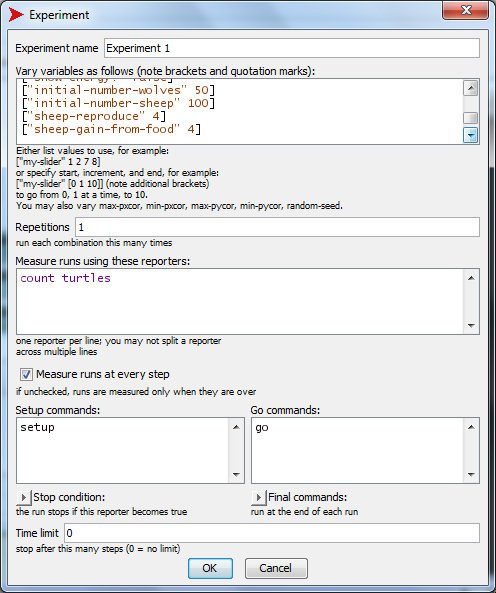 Experiment
Experiment name Experiment 1
Vary variables as follows (note brackets and quotation marks):
["initial-number-wolves" 50]
["initial-number-sheep" 100]
["sheep-reproduce" 4]
["sheep-gain-from-food" 4]
Either list values to use, for example:
["my-slider" 1 2 7 8]
or specify start, increment, and end, for example:
["my-slider" [0 1 10]] (note additional brackets)
to go from 0, 1 at a time, to 10.
You may also vary max-pxcor, min-pxcor, max-pycor, min-pycor, random-seed.
Repetitions 1
run each combination this many times
Measure runs using these reporters:
count turtles
one reporter per line; you may not split a reporter
across multiple lines
Measure runs at every step
if unchecked, runs are measured only when they are over
Setup commands: Go commands:
setup go
Stop condition: Final commands:
the run stops if this reporter becomes true run at the end of each run
Time limit 0
stop after this many steps (0 = no limit)
OK Cancel